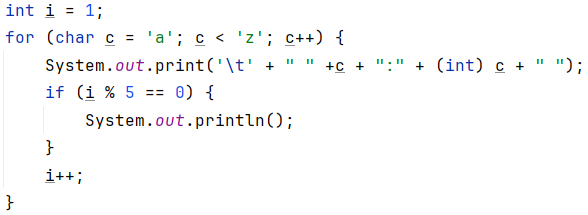 int i = 1;
for (char c = 'a'; c < 'z'; c++) {
    System.out.print('\t' + " " +c + ":" + (int) c + " ");
    if (i % 5 == 0) {
        System.out.println();
    }
    i++;
}